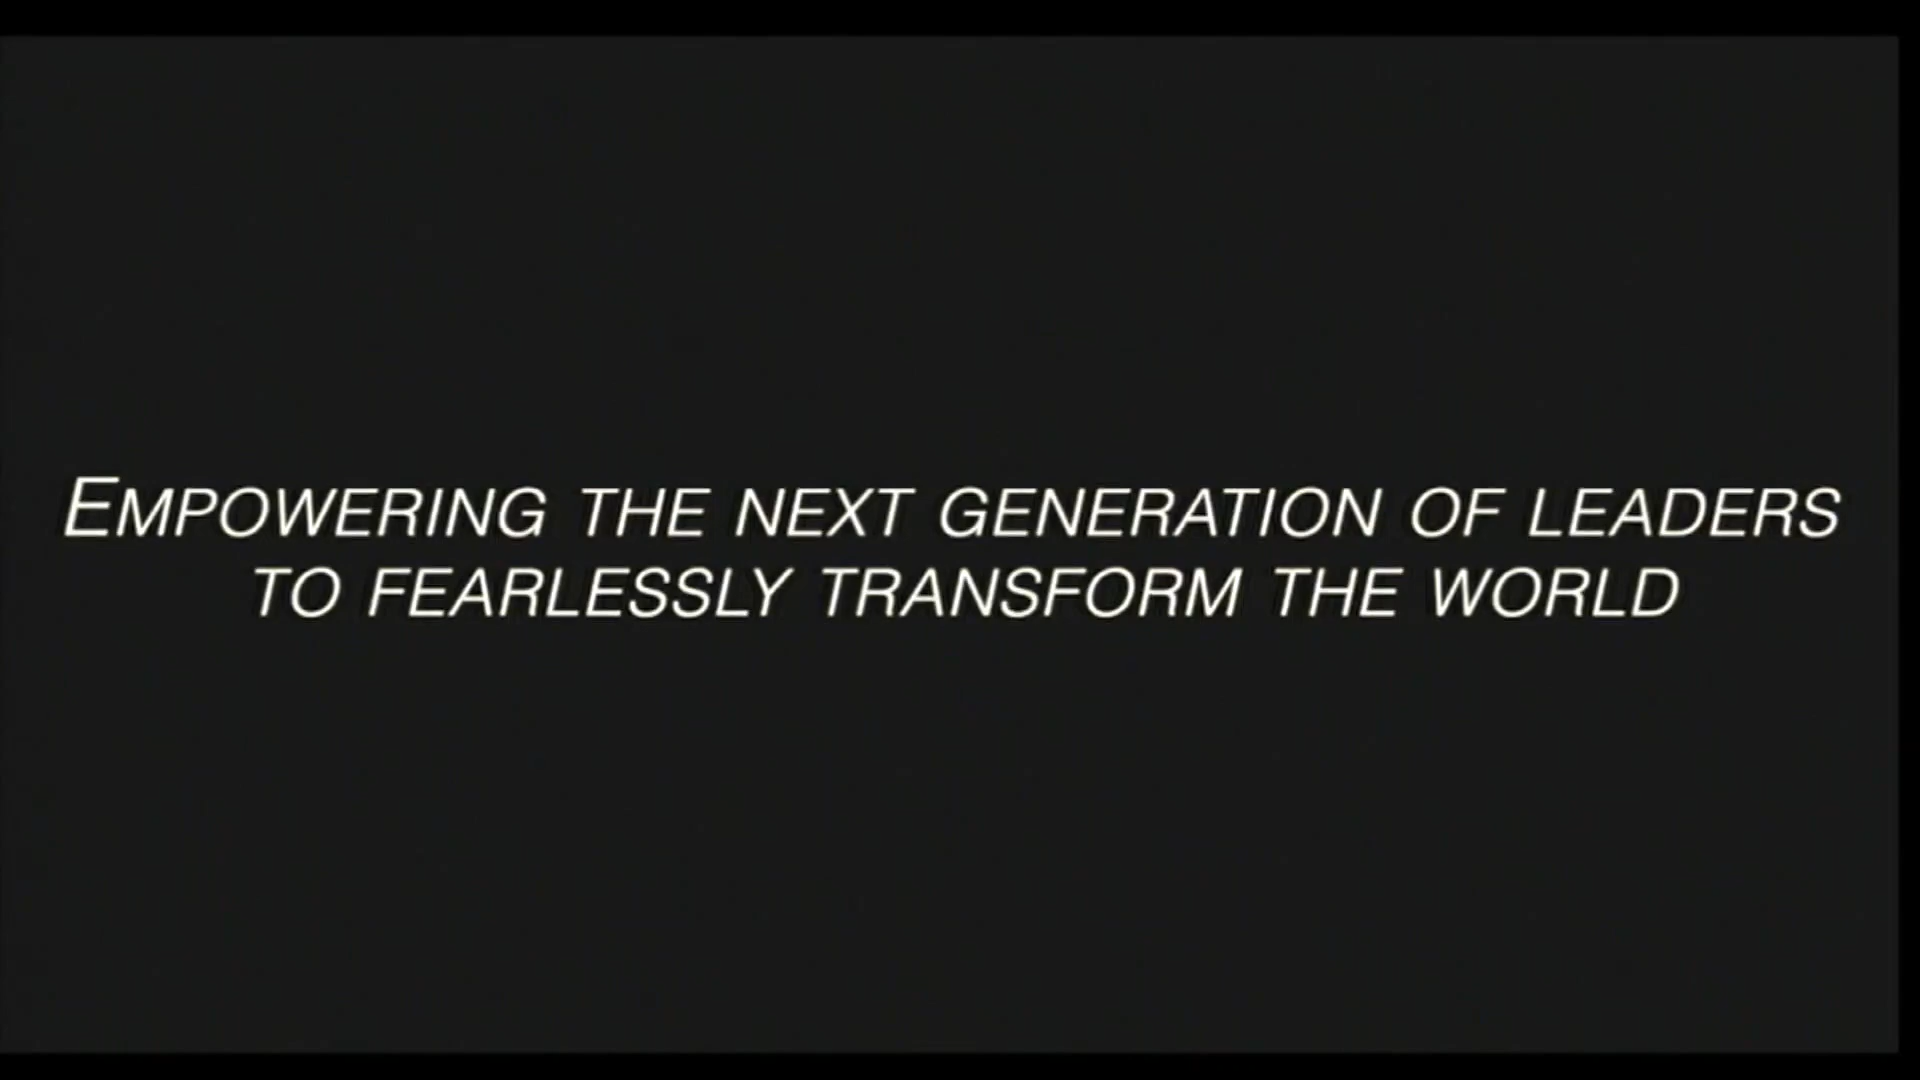 EMPOWERING THE NEXT GENERATION OF LEADERS
TO FEARLESSLY TRANSFORM THE WORLD